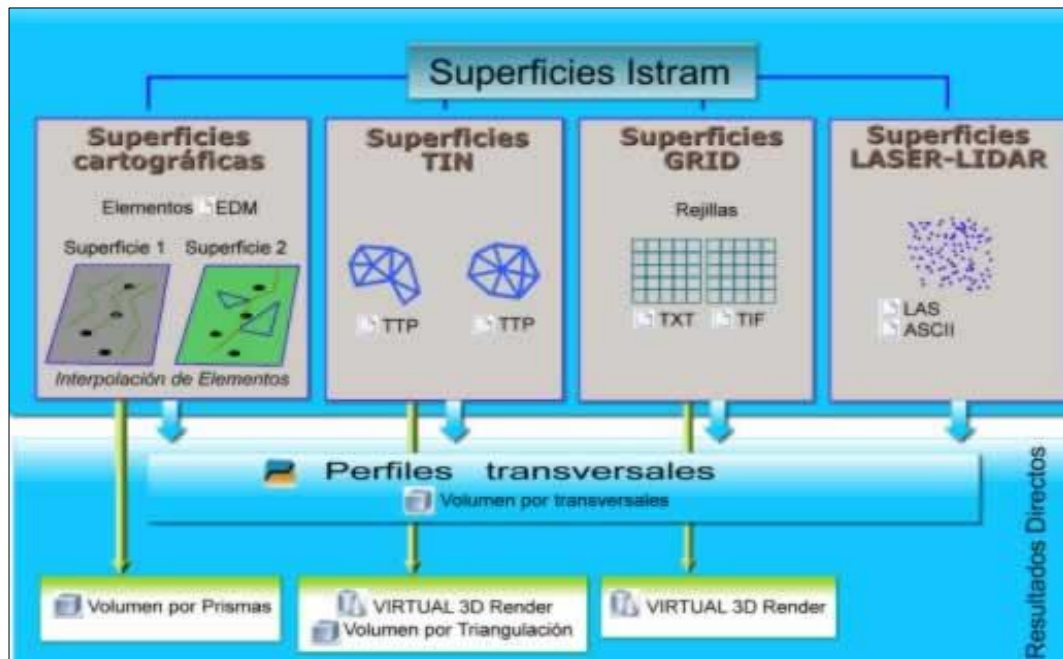 Superficies Istram
Superficies
cartográficas
Elementos EDM
Superficie 1 Superficie 2
Interpolación de Elementos
Superficies
TIN
TTP TTP
Superficies
GRID
Rejillas
TXT TIF
Superficies
LASER-LIDAR
LAS
ASCII
Perfiles transversales
Volumen por transversales
Volumen por Prismas
VIRTUAL 3D Render
Volumen por Triangulación
VIRTUAL 3D Render
Resultados Directos